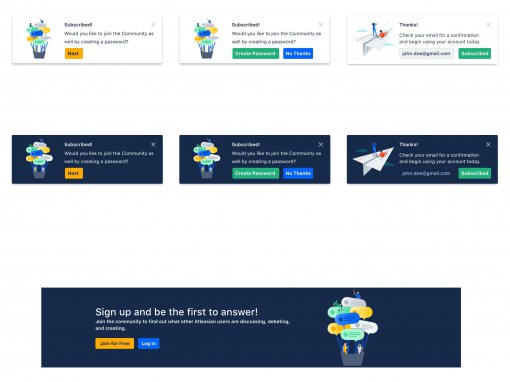 Subscribed!
Would you like to join the Community as
well by creating a password?
Next
Subscribed!
Would you like to join the Community as
well by creating a password?
Create Password
No Thanks
Thanks!
Check your email for a confirmation
and begin using your account today.
john.doe@gmail.com
Subscribed
Subscribed!
Would you like to join the Community as
well by creating a password?
Next
Subscribed!
Would you like to join the Community as
well by creating a password?
Create Password
No Thanks
Thanks!
Check your email for a confirmation
and begin using your account today.
john.doe@gmail.com
Subscribed
Sign up and be the first to answer!
Join the community to find out what other Atlassian users are discussing, debating,
and creating.
Join for Free
Log in